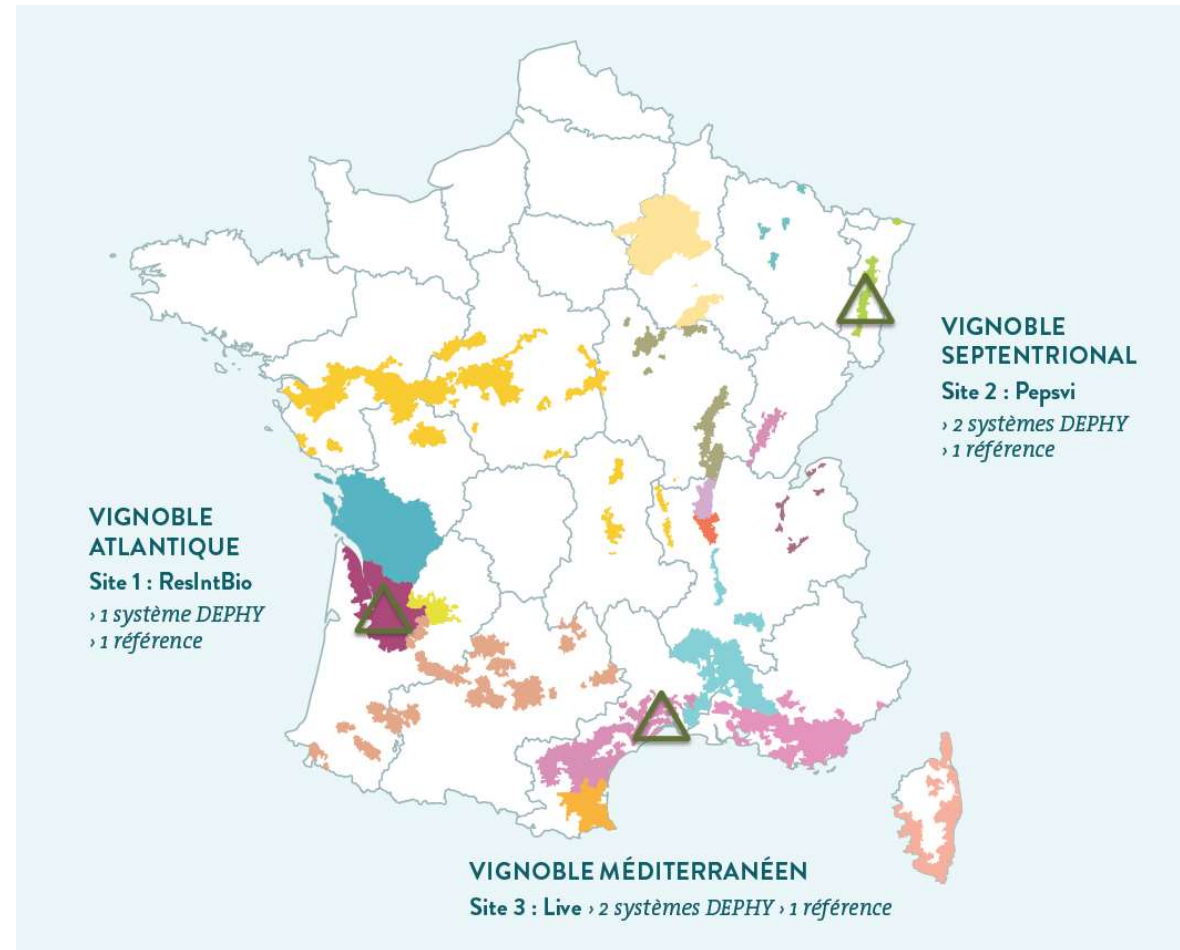 VIGNOBLE
SEPTENTRIONAL
Site 2 : Pepsvi
› 2 systèmes DEPHY
› 1 référence
VIGNOBLE
ATLANTIQUE
Site 1 : ResIntBio
› 1 système DEPHY
› 1 référence
VIGNOBLE MÉDITERRANÉEN
Site 3 : Live › 2 systèmes DEPHY › 1 référence